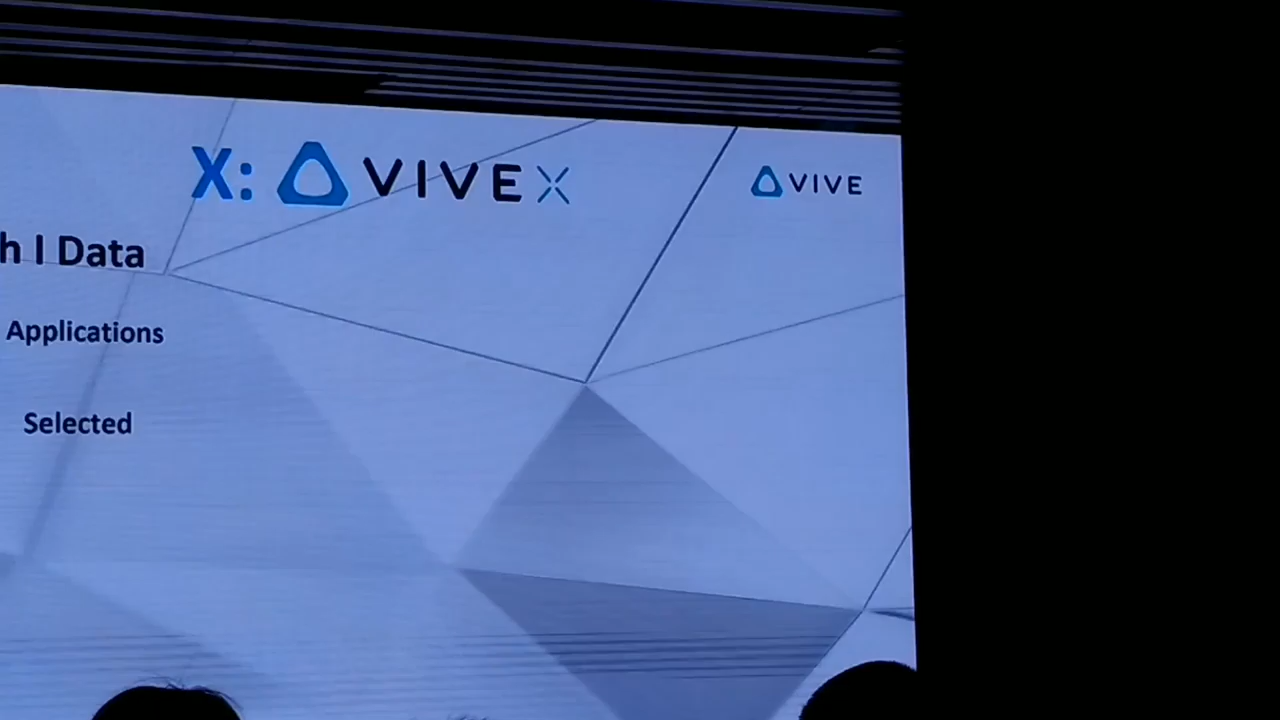 X: VIVE X
VIVE
h I Data
Applications
Selected